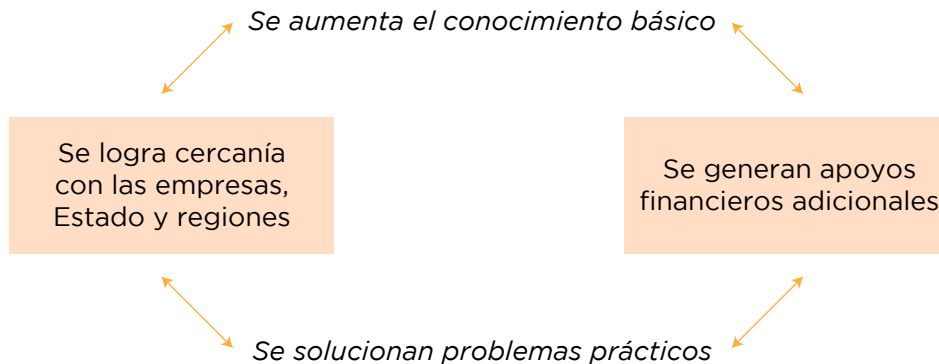 Se aumenta el conocimiento básico
Se logra cercanía
con las empresas,
Estado y regiones
Se generan apoyos
financieros adicionales
Se solucionan problemas prácticos